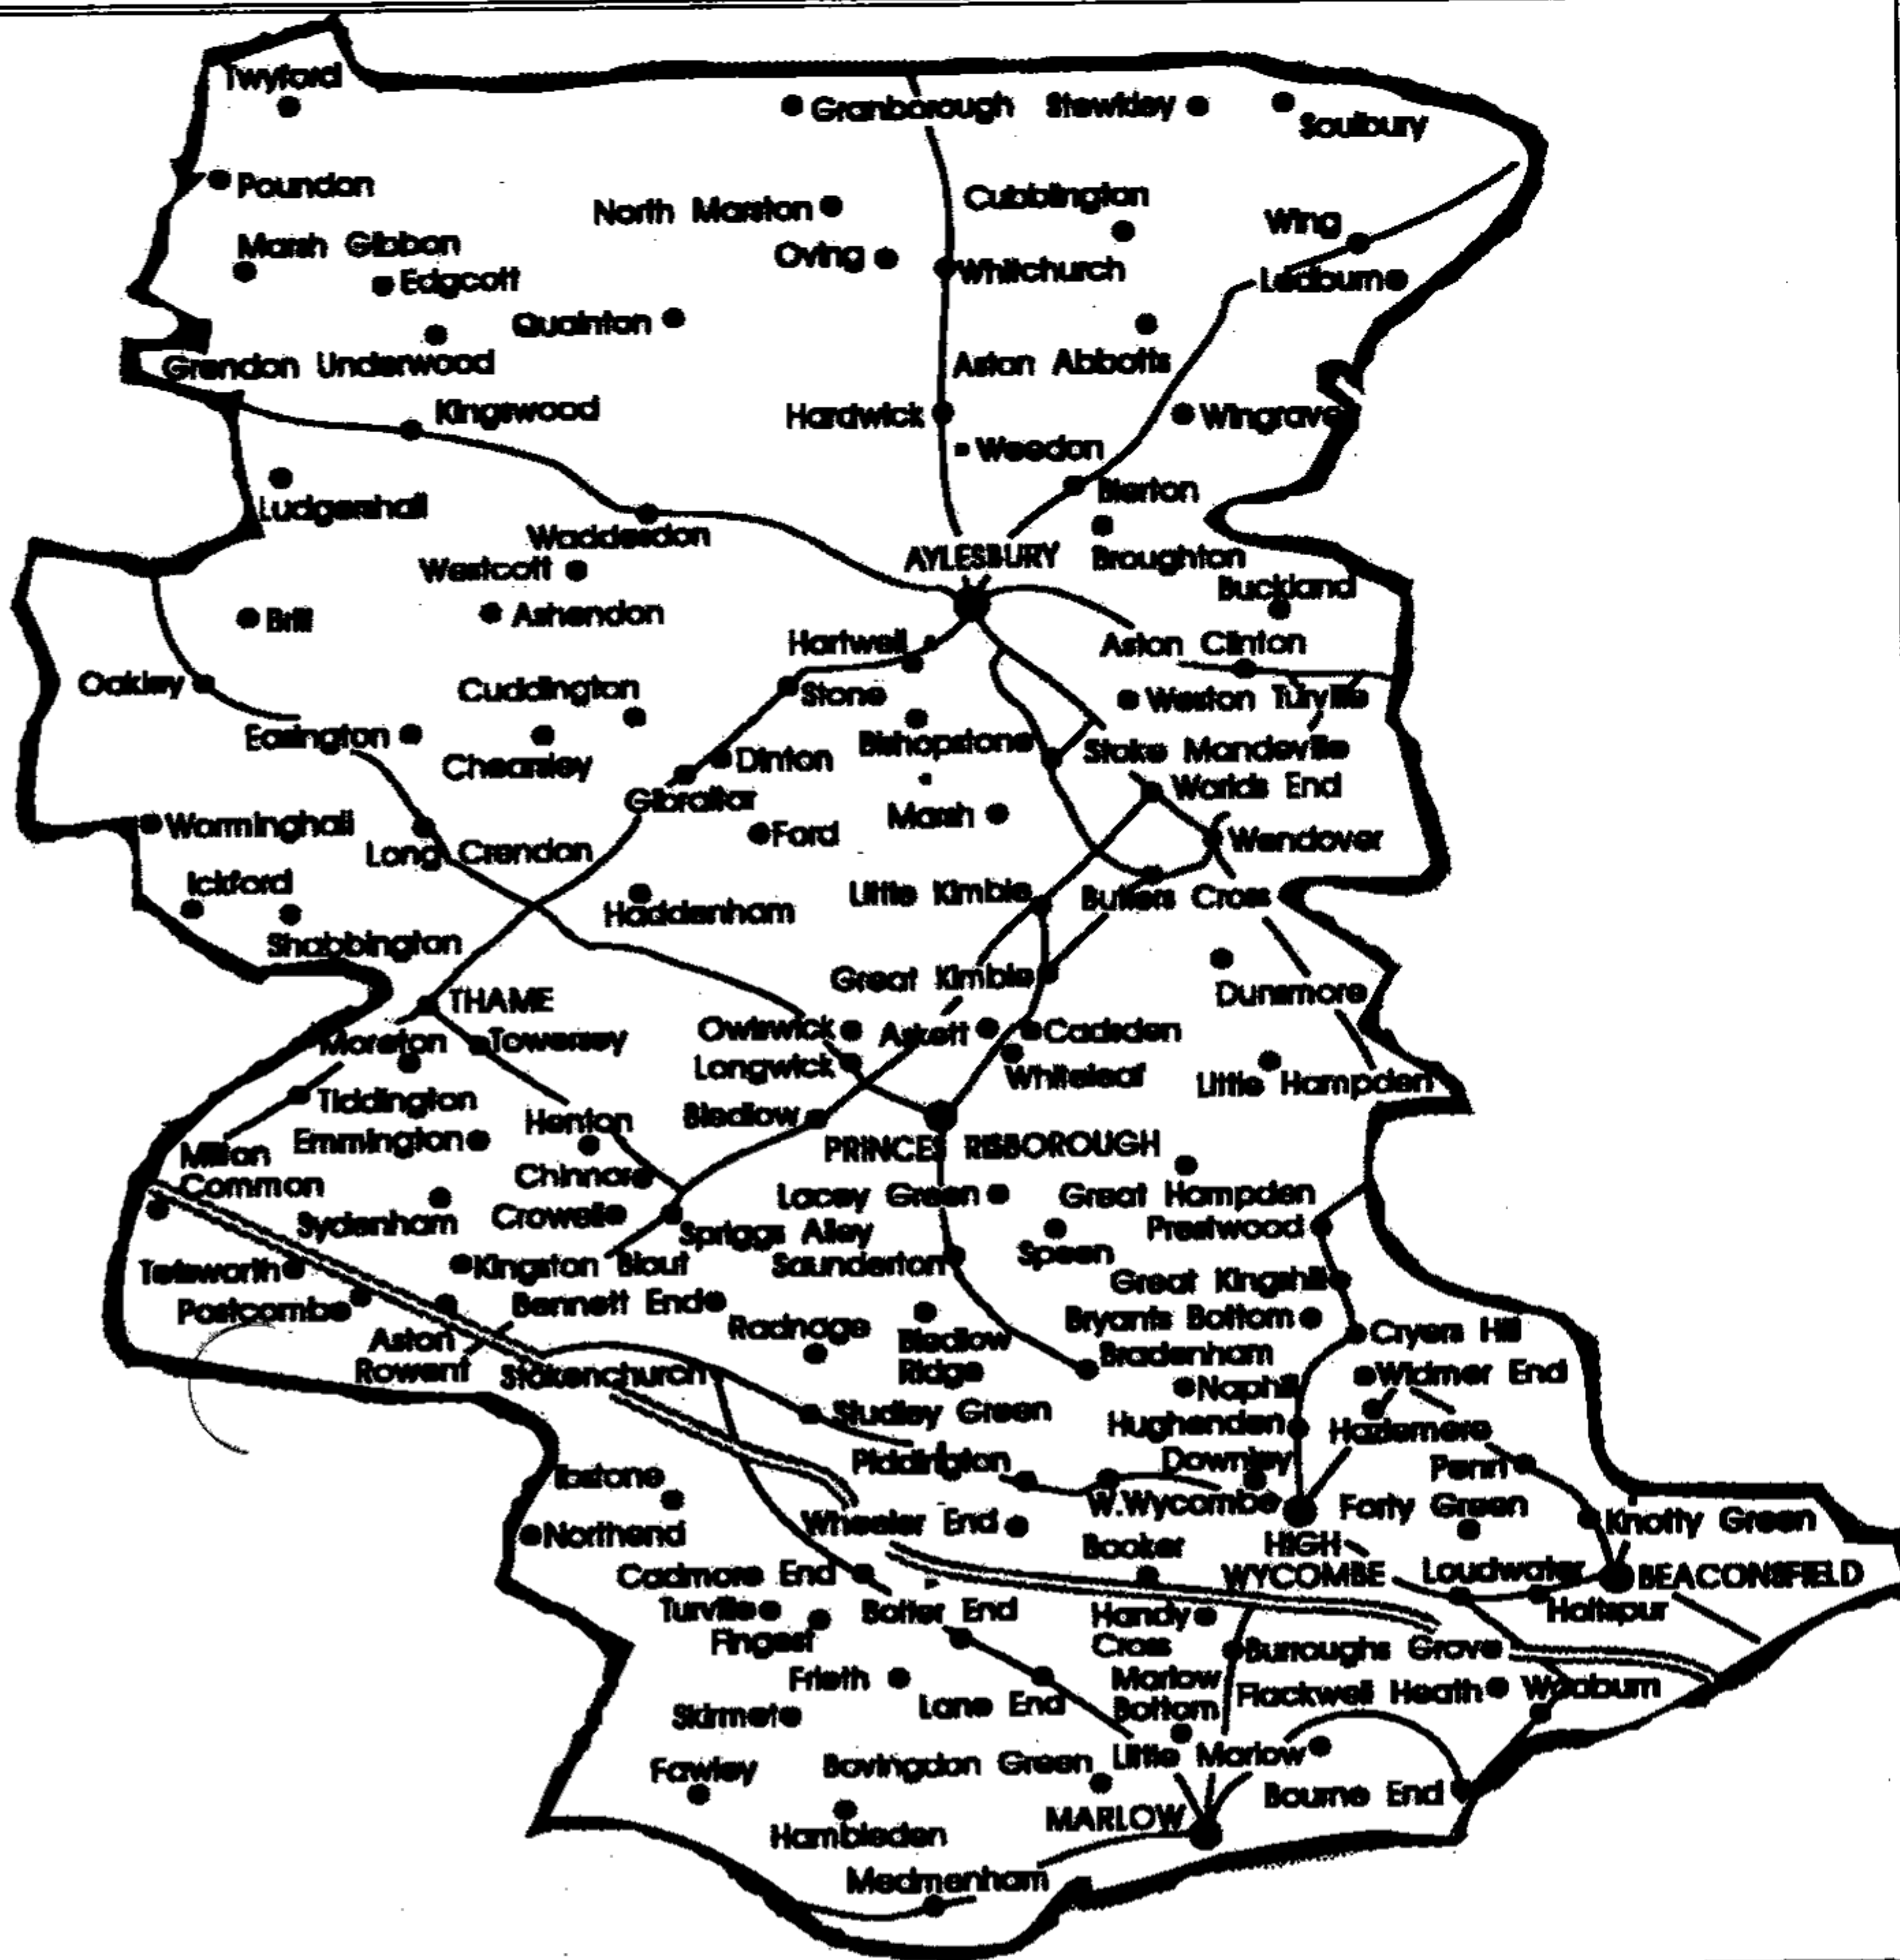 Twyford
Granborough Stewkley
Soulbury
Poundon
North Marston
Cubblington
Wing
Marsh Gibbon
Oving
Whitchurch
Edgcott
Ledburne
Quainton
Grendon Underwood
Aston Abbotts
Kingswood
Hardwick
Wingrave
Weedon
Bierton
Ludgershall
Waddesdon
AYLESBURY
Broughton
Westcott
Buckland
Brill
Ashendon
Hartwell
Aston Clinton
Oakley
Cuddington
Stone
Weston Turville
Easington
Bishopstone
Stoke Mandeville
Chearsley
Dinton
Worlds End
Gibraltar
Marsh
Worminghall
Ford
Wendover
Long Crendon
Ickford
Little Kimble
Butlers Cross
Haddenham
Shabbington
Great Kimble
Dunsmore
THAME
Owlswick
Askett
Cadsden
Moreton
Towersey
Longwick
Whiteleaf
Little Hampden
Tiddington
Henton
Bledlow
Emmington
PRINCES RISBOROUGH
Milton
Common
Chinnor
Lacey Green
Great Hampden
Sydenham
Crowell
Spriggs Alley
Prestwood
Tetsworth
Kingston Blout
Saunderton
Speen
Great Kingshill
Postcombe
Bennett End
Radnage
Bryants Bottom
Aston
Rowent
Bledlow
Ridge
Cryers Hill
Bradenham
Stokenchurch
Naphill
Widmer End
Studley Green
Hughenden
Hazlemere
Piddington
Downley
Penn
Ibstone
W.Wycombe
Forty Green
Knotty Green
Northend
Wheeler End
Booker
HIGH
WYCOMBE
Loudwater
BEACONSFIELD
Cadmore End
Turville
Bolter End
Handy
Cross
Holtspur
Fingest
Burroughs Grove
Frieth
Lane End
Marlow
Bottom
Flackwell Heath
Wooburn
Skirmete
Fawley
Bovingdon Green
Little Marlow
Bourne End
MARLOW
Hambleden
Medmenham